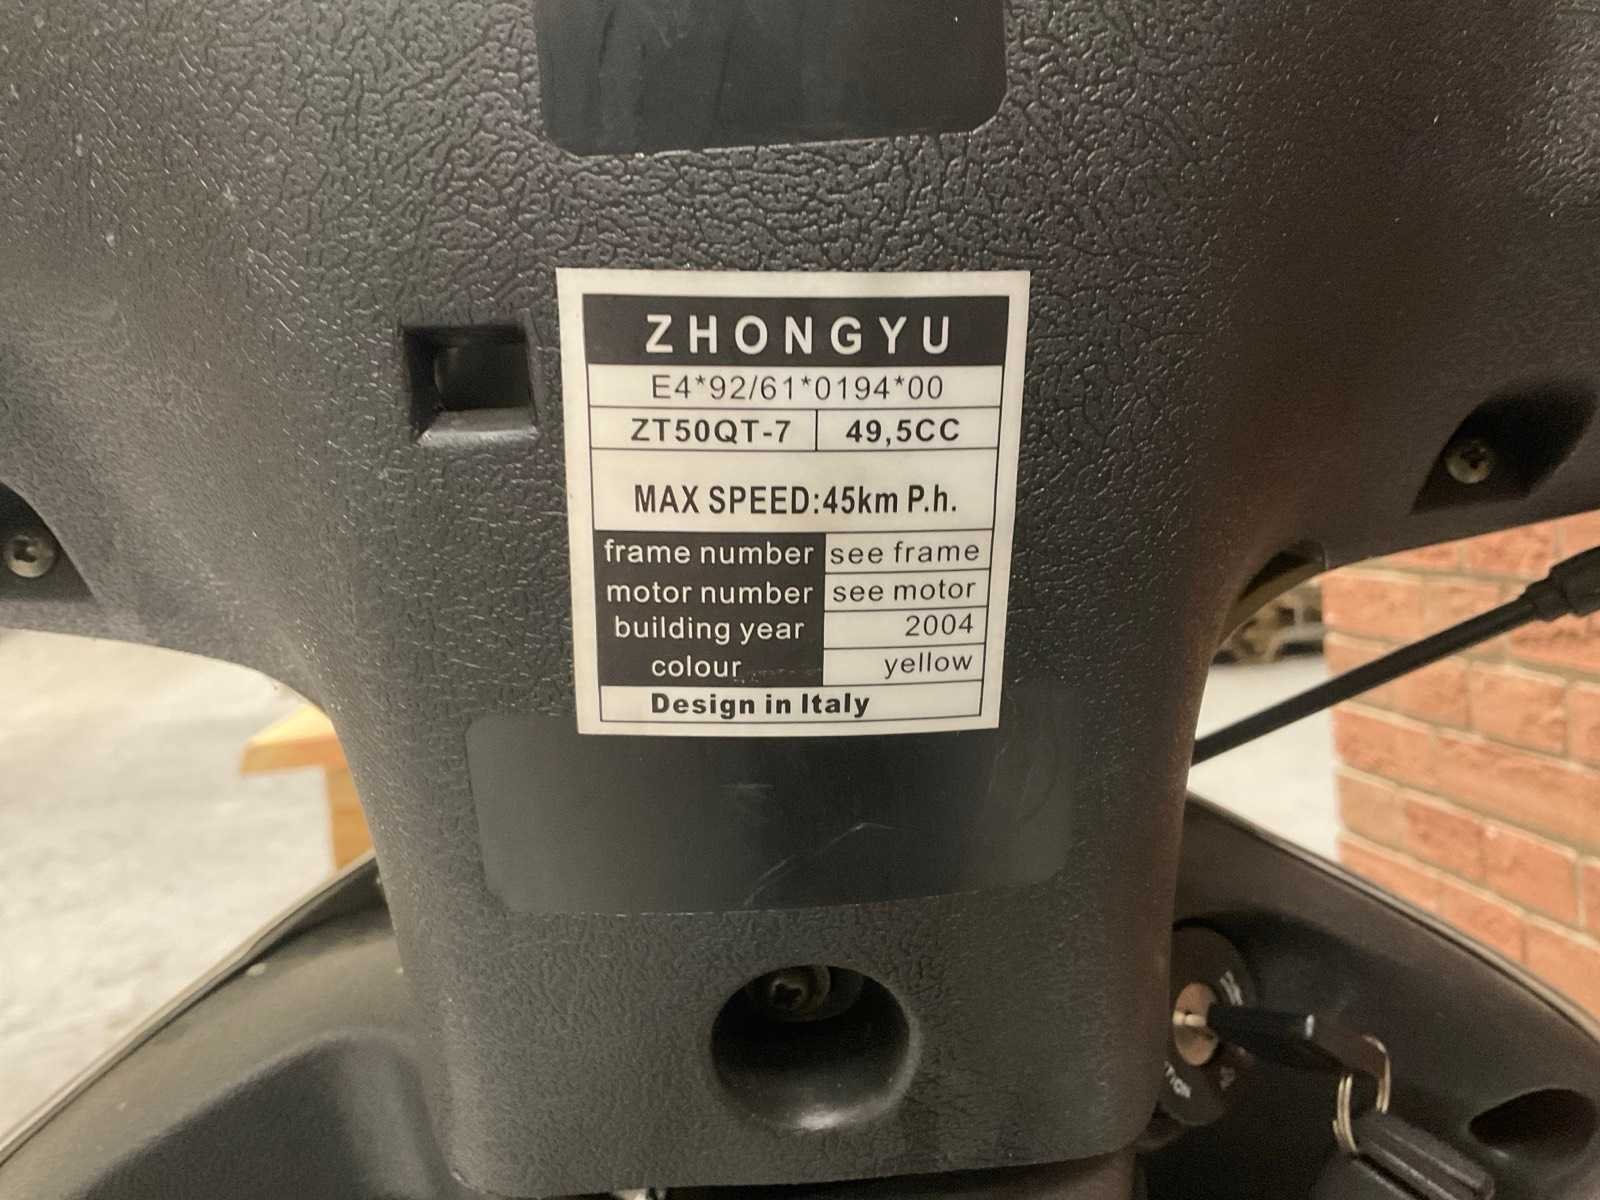 ZHONGYU
E4*92/61*0194*00
ZT50QT-7 49,5CC
MAX SPEED:45km P.h.
frame number see frame
motor number see motor
building year 2004
colour yellow
Design in Italy